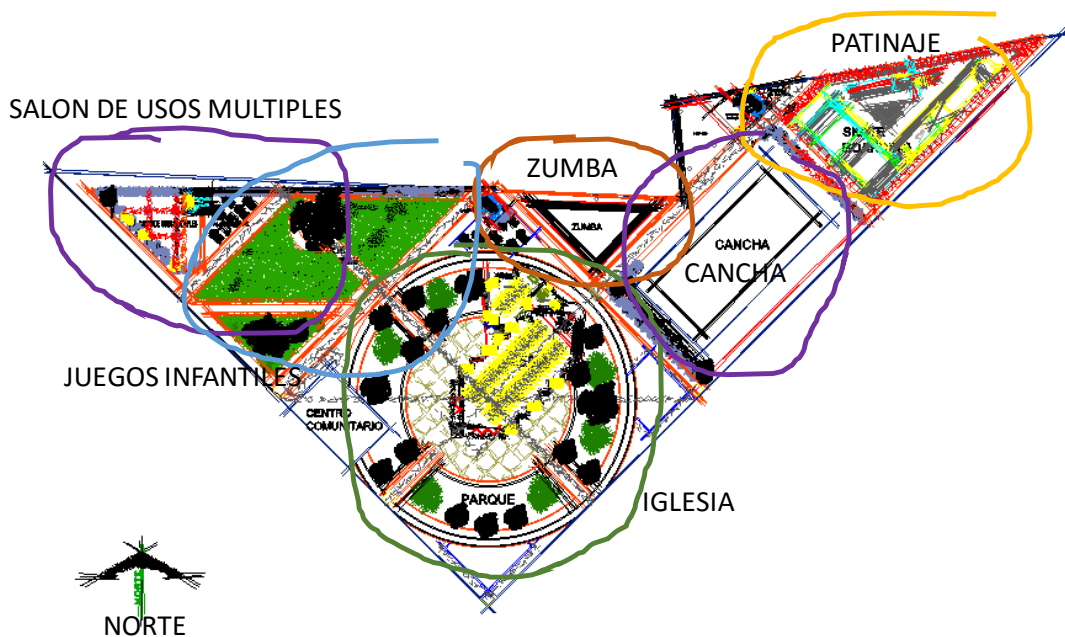 PATINAJE
SALON DE USOS MULTIPLES
ZUMBA
ZUMBA
CANCHA
CANCHA
JUEGOS INFANTILES
CENTRO
COMUNITARIO
PARQUE
IGLESIA
NORTE